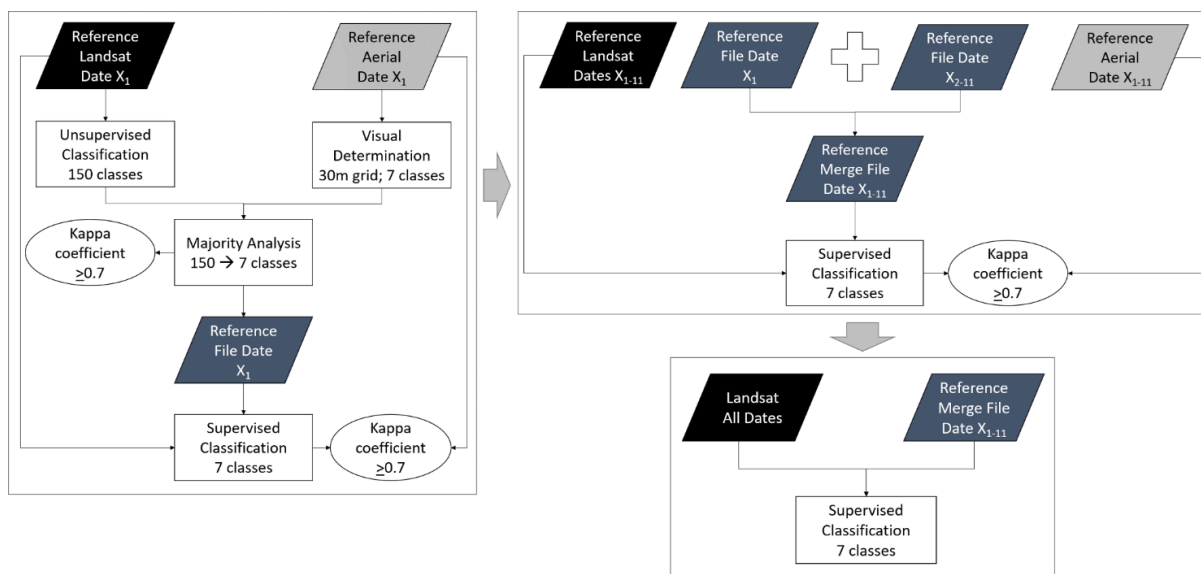 Reference
Landsat
Date X₁
Reference
Aerial
Date X₁
Unsupervised
Classification
150 classes
Visual
Determination
30m grid; 7 classes
Kappa
coefficient
≥0.7
Majority Analysis
150 → 7 classes
Reference
File Date
X₁
Supervised
Classification
7 classes
Kappa
coefficient
≥0.7
Reference
Landsat
Dates X₁₋₁₁
Reference
File Date
X₁
Reference
File Date
X₂₋₁₁
Reference
Aerial
Date X₁₋₁₁
Reference
Merge File
Date X₁₋₁₁
Supervised
Classification
7 classes
Kappa
coefficient
≥0.7
Landsat
All Dates
Reference
Merge File
Date X₁₋₁₁
Supervised
Classification
7 classes